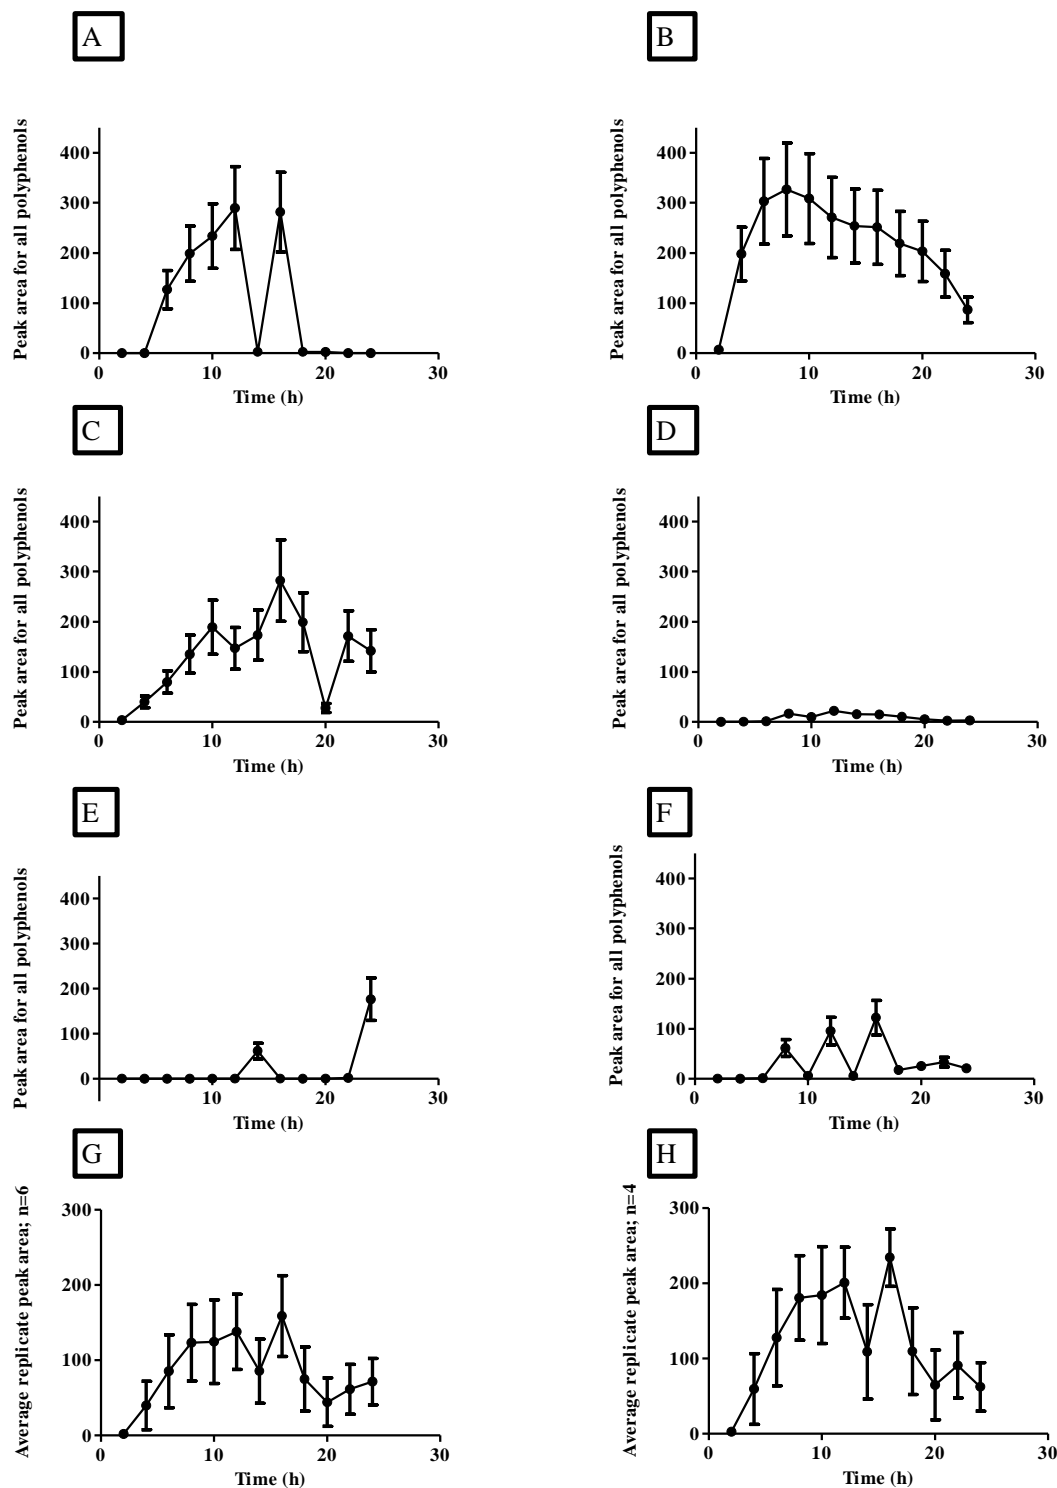 A
Peak area for all polyphenols
400
300
200
100
0
0 10 20 30
Time (h)
B
Peak area for all polyphenols
400
300
200
100
0
0 10 20 30
Time (h)
C
Peak area for all polyphenols
400
300
200
100
0
0 10 20 30
Time (h)
D
Peak area for all polyphenols
400
300
200
100
0
0 10 20 30
Time (h)
E
Peak area for all polyphenols
400
300
200
100
0
10 20 30
Time (h)
F
Peak area for all polyphenols
400
300
200
100
0
0 10 20 30
Time (h)
G
Average replicate peak area; n=6
300
200
100
0
0 10 20 30
Time (h)
H
Average replicate peak area; n=4
300
200
100
0
0 10 20 30
Time (h)